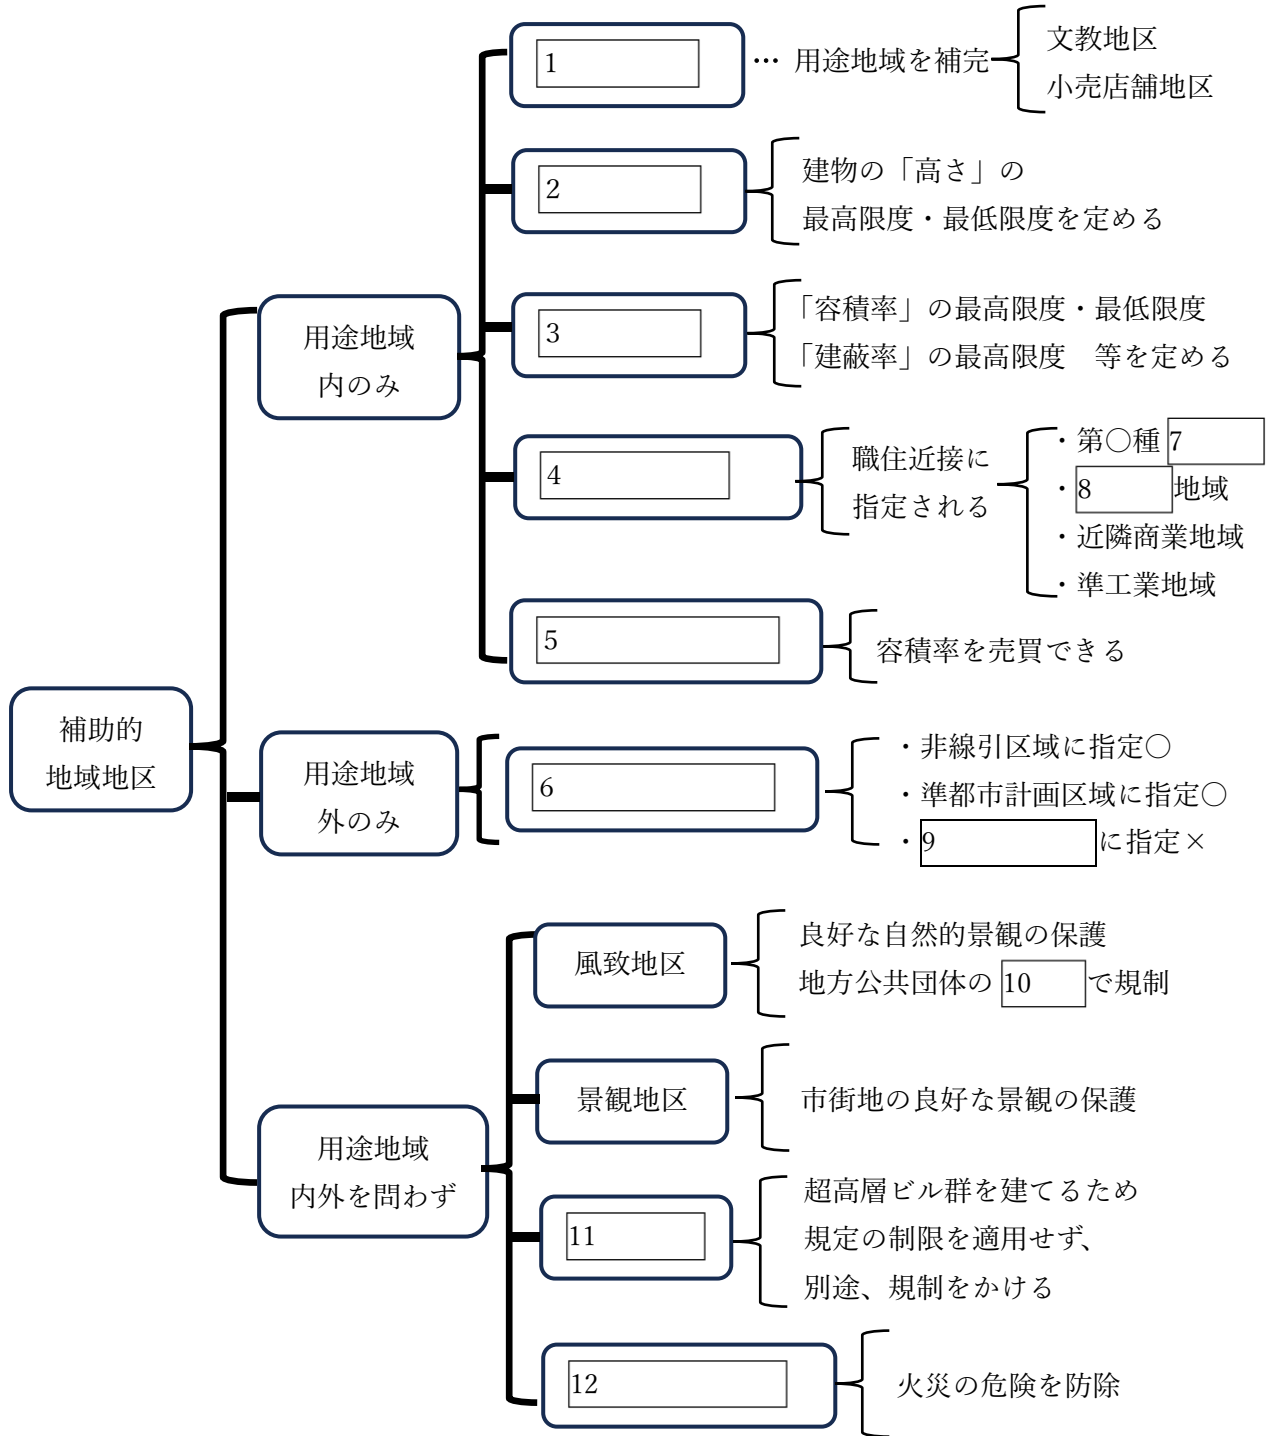 補助的
地域地区
用途地域
内のみ
1
… 用途地域を補完
文教地区
小売店舗地区
2
建物の「高さ」の
最高限度・最低限度を定める
3
「容積率」の最高限度・最低限度
「建蔽率」の最高限度　等を定める
4
職住近接に
指定される
・第〇種 7
・8 地域
・近隣商業地域
・準工業地域
5
容積率を売買できる
用途地域
外のみ
6
・非線引区域に指定〇
・準都市計画区域に指定〇
・9 に指定×
用途地域
内外を問わず
風致地区
良好な自然的景観の保護
地方公共団体の 10 で規制
景観地区
市街地の良好な景観の保護
11
超高層ビル群を建てるため
規定の制限を適用せず、
別途、規制をかける
12
火災の危険を防除